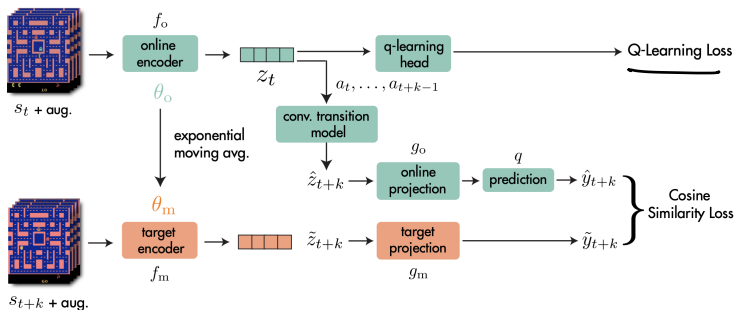 f_o
online
encoder
z_t
q-learning
head
Q-Learning Loss
s_t + aug.
θ_o
a_t, …, a_{t+k−1}
conv. transition
model
exponential
moving avg.
g_o
q
ẑ_{t+k}
online
projection
prediction
ŷ_{t+k}
Cosine
Similarity Loss
θ_m
target
encoder
z̃_{t+k}
target
projection
ỹ_{t+k}
f_m
g_m
s_{t+k} + aug.